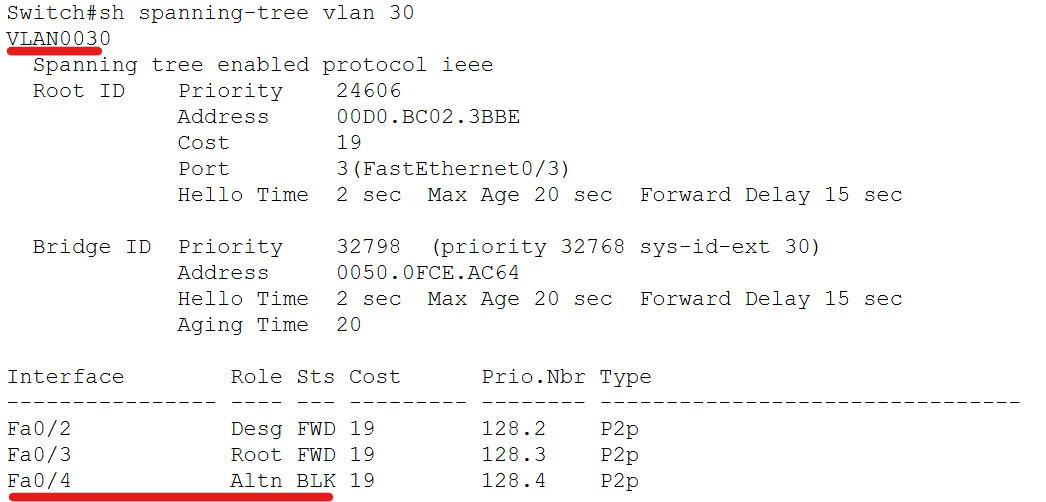 Switch#sh spanning-tree vlan 30
VLAN0030
  Spanning tree enabled protocol ieee
  Root ID    Priority    24606
             Address     00D0.BC02.3BBE
             Cost        19
             Port        3(FastEthernet0/3)
             Hello Time  2 sec  Max Age 20 sec  Forward Delay 15 sec

  Bridge ID  Priority    32798  (priority 32768 sys-id-ext 30)
             Address     0050.0FCE.AC64
             Hello Time  2 sec  Max Age 20 sec  Forward Delay 15 sec
             Aging Time  20

Interface        Role Sts Cost      Prio.Nbr Type
---------------- ---- --- --------- -------- --------------------------------
Fa0/2            Desg FWD 19        128.2    P2p
Fa0/3            Root FWD 19        128.3    P2p
Fa0/4            Altn BLK 19        128.4    P2p